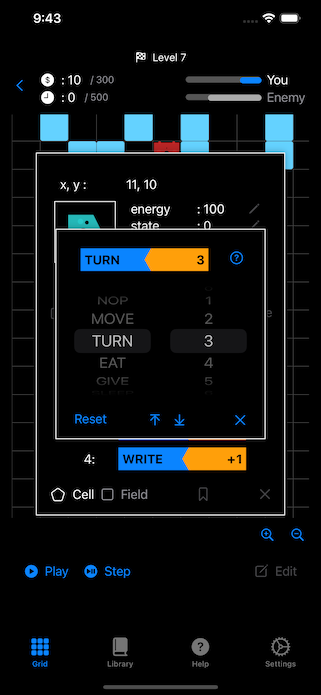 9:43
Level 7
: 10 / 300
You
: 0 / 500
Enemy
x, y : 11, 10
energy : 100
state : 0
TURN 3
NOP 1
MOVE 2
TURN 3
EAT 4
GIVE 5
Reset
4: WRITE +1
Cell Field
Play Step Edit
Grid Library Help Settings